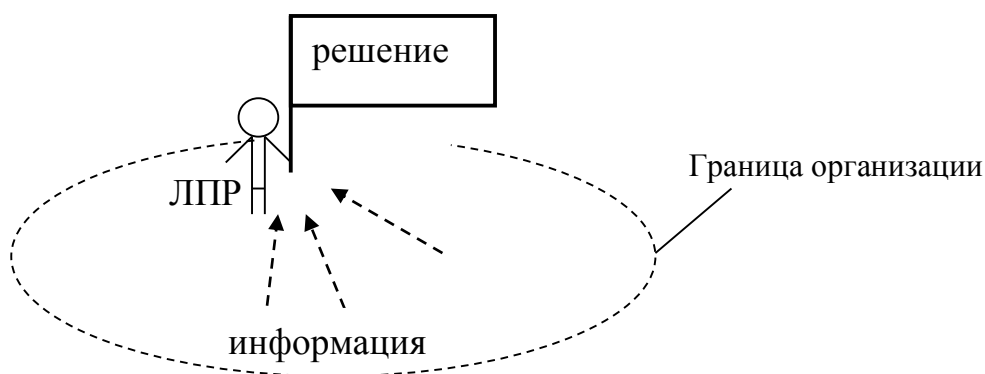 решение
Граница организации
ЛПР
информация